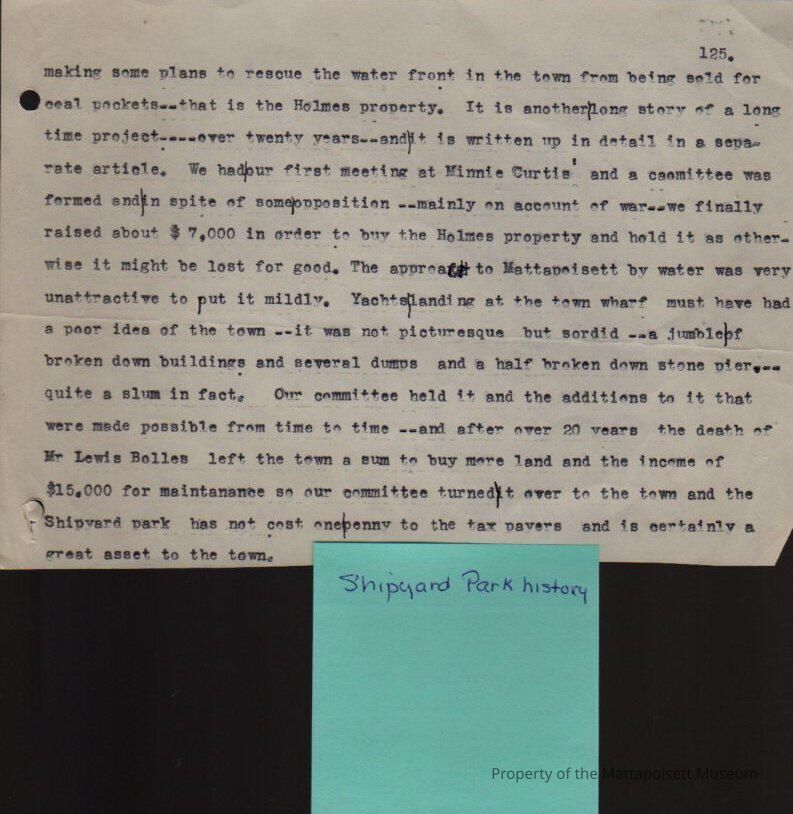 125.
making some plans to rescue the water front in the town from being sold for
coal pockets--that is the Holmes property.  It is another long story of a long
time project----over twenty years--and it is written up in detail in a sepa-
rate article.  We had our first meeting at Minnie Curtis' and a caomittee was
formed and in spite of some opposition --mainly on account of war--we finally
raised about $ 7,000 in order to buy the Holmes property and hold it as other-
wise it might be lost for good. The approach to Mattapoisett by water was very
unattractive to put it mildly.  Yachts landing at the town wharf  must have had
a poor idea of the town --it was not picturesque  but sordid --a jumble of
broken down buildings and several dumps  and a half broken down stone pier.--
quite a slum in fact.  Our committee held it and the additions to it that
were made possible from time to time --and after over 20 years  the death of
Mr Lewis Bolles  left the town a sum to buy more land and the income of
$15,000 for maintanance so our committee turned it over to the town and the
Shipyard park  has not cost one penny to the tax payers  and is certainly a
great asset to the town.
Shipyard Park history
Property of the Mattapoisett Museum